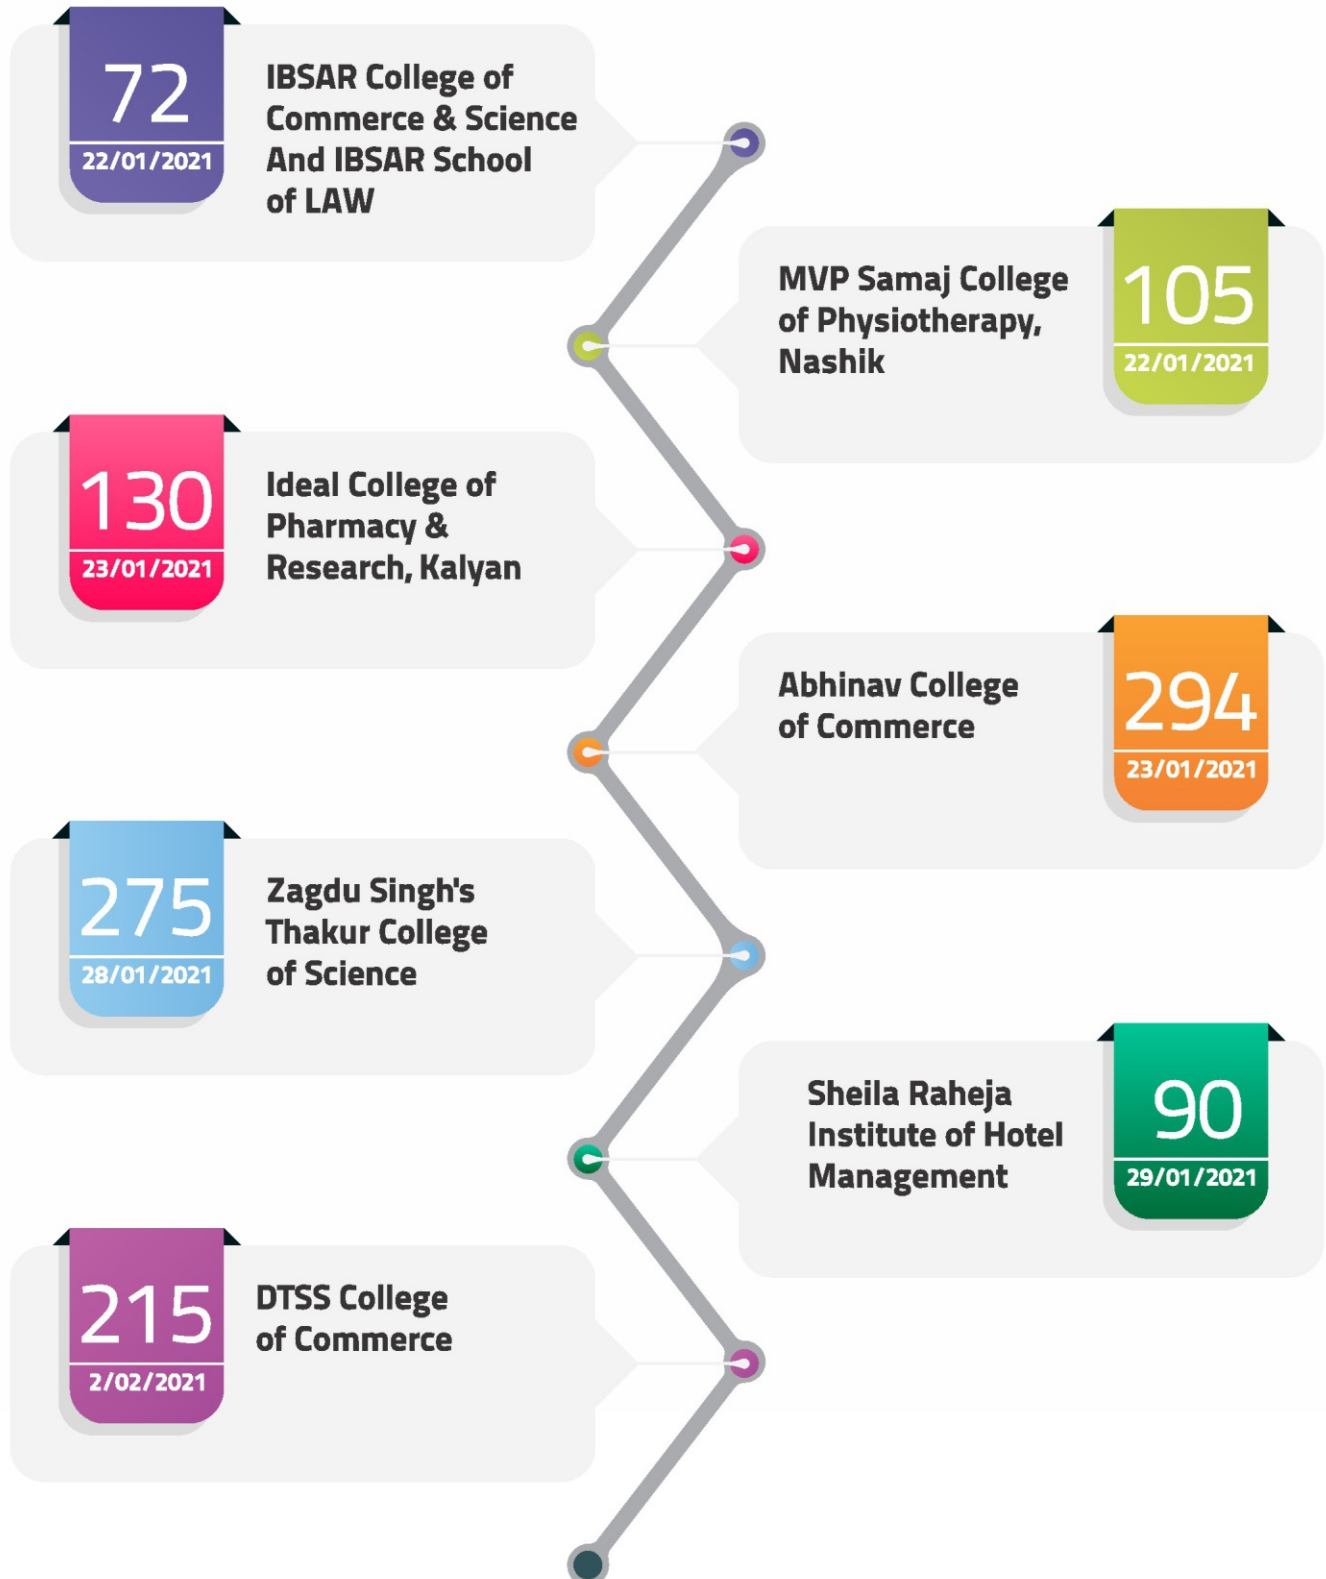 72
22/01/2021
IBSAR College of
Commerce & Science
And IBSAR School
of LAW
MVP Samaj College
of Physiotherapy,
Nashik
105
22/01/2021
130
23/01/2021
Ideal College of
Pharmacy &
Research, Kalyan
Abhinav College
of Commerce
294
23/01/2021
275
28/01/2021
Zagdu Singh's
Thakur College
of Science
Sheila Raheja
Institute of Hotel
Management
90
29/01/2021
215
2/02/2021
DTSS College
of Commerce